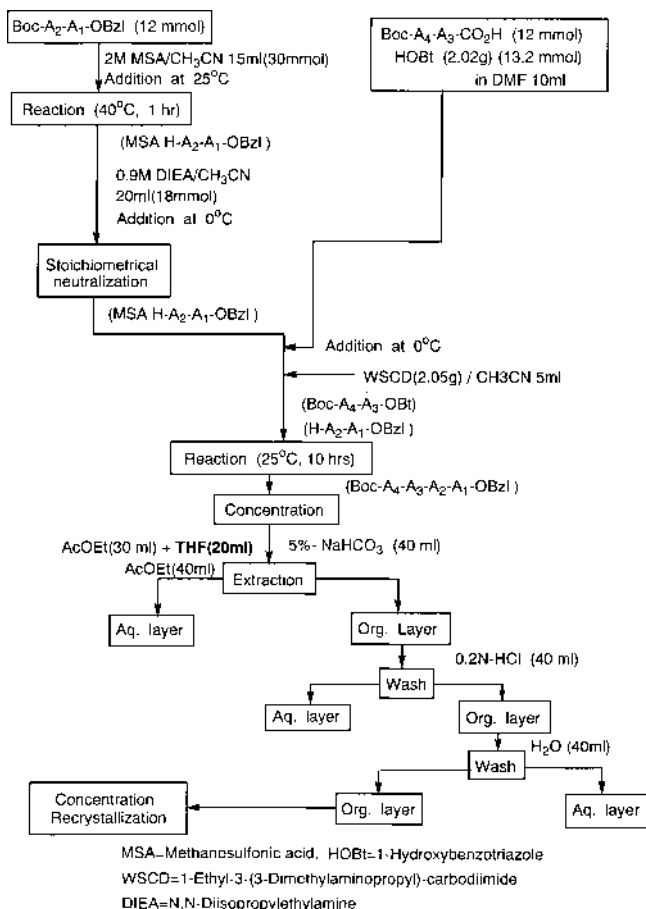 Boc-A₂-A₁-OBzl (12 mmol)
2M MSA/CH₃CN 15ml(30mmol)
Addition at 25°C
Reaction (40°C, 1 hr)
(MSA H-A₂-A₁-OBzl)
0.9M DIEA/CH₃CN
20ml(18mmol)
Addition at 0°C
Stoichiometrical
neutralization
(MSA H-A₂-A₁-OBzl)
Boc-A₄-A₃-CO₂H (12 mmol)
HOBt (2.02g) (13.2 mmol)
in DMF 10ml
Addition at 0°C
WSCD(2.05g) / CH3CN 5ml
(Boc-A₄-A₃-OBt)
(H-A₂-A₁-OBzl)
Reaction (25°C, 10 hrs)
(Boc-A₄-A₃-A₂-A₁-OBzl)
Concentration
AcOEt(30 ml) + THF(20ml)
5%- NaHCO₃ (40 ml)
AcOEt(40ml)
Extraction
Aq. layer
Org. Layer
0.2N-HCl (40 ml)
Wash
Aq. layer
Org. layer
H₂O (40ml)
Wash
Concentration
Recrystallization
Org. layer
Aq. layer
MSA=Methanosulfonic acid, HOBt=1-Hydroxybenzotriazole
WSCD=1-Ethyl-3-(3-Dimethylaminopropyl)-carbodiimide
DIEA=N,N-Diisopropylethylamine